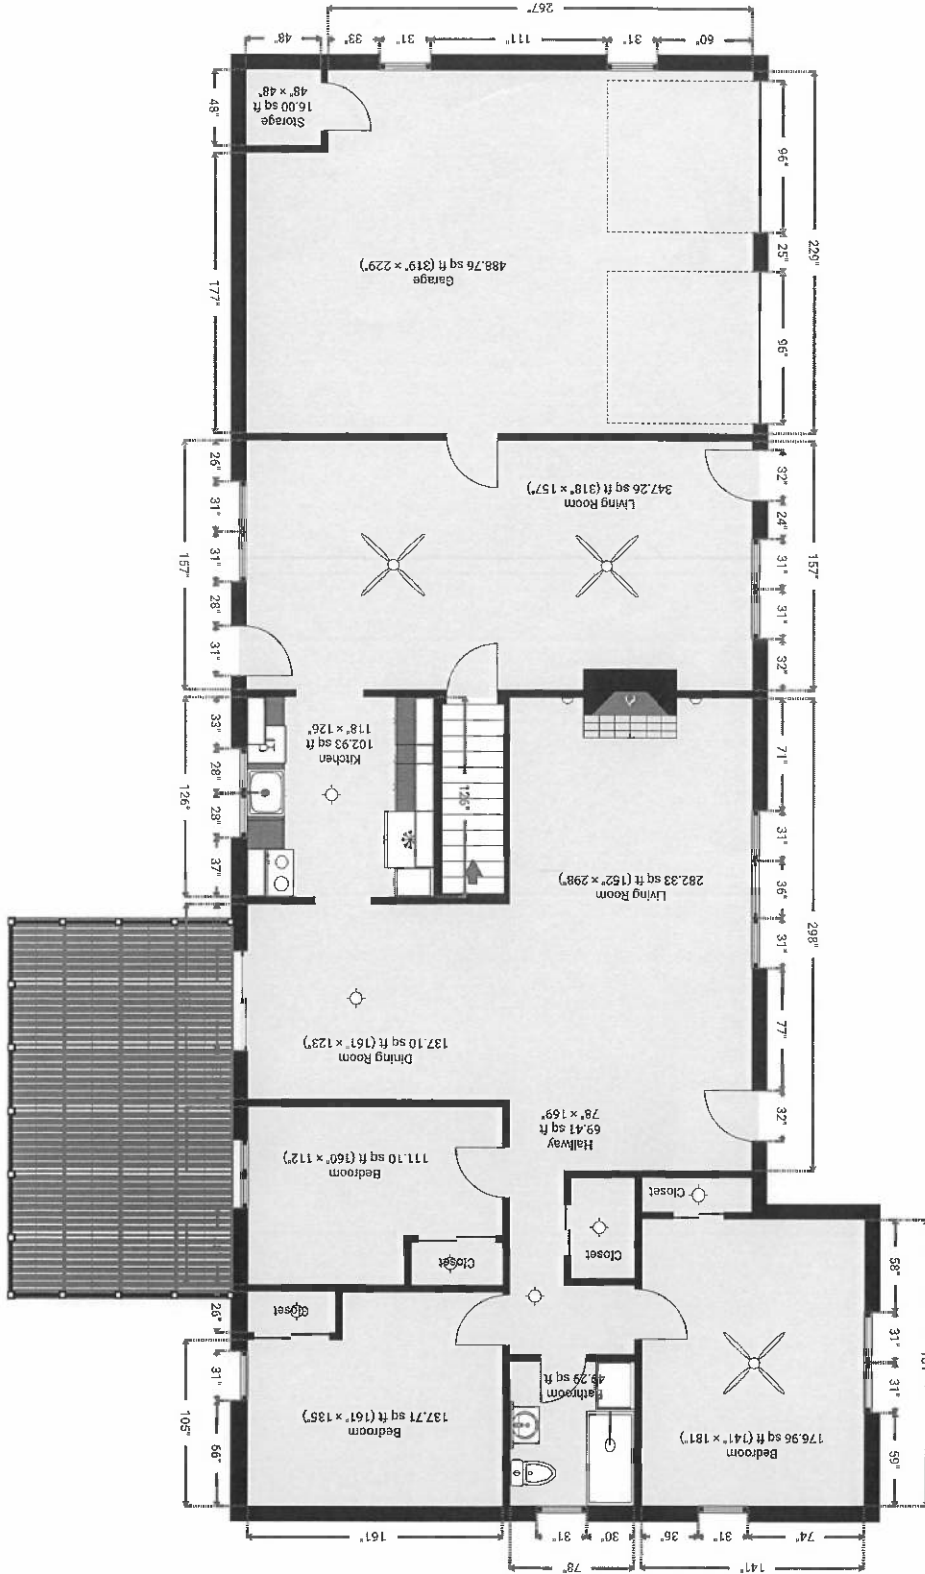 141"
78"
161"
74"
31"
36"
30"
31"
59"
31"
31"
58"
Bedroom
176.96 sq ft (141" × 181")
Bathroom
49.29 sq ft
Bedroom
137.71 sq ft (161" × 135")
56"
31"
26"
105"
Closet
Closet
Closet
Closet
Bedroom
111.10 sq ft (160" × 112")
Hallway
69.41 sq ft
78" × 169"
32"
77"
31"
36"
31"
71"
298"
Dining Room
137.10 sq ft (161" × 123")
Living Room
282.33 sq ft (152" × 298")
126"
Kitchen
102.93 sq ft
118" × 126"
37"
28"
28"
33"
126"
32"
31"
31"
24"
32"
157"
Living Room
347.26 sq ft (318" × 157")
31"
28"
31"
31"
26"
157"
96"
25"
96"
229"
Garage
488.76 sq ft (319" × 229")
177"
48"
Storage
16.00 sq ft
48" × 48"
60"
31"
111"
31"
33"
48"
267"